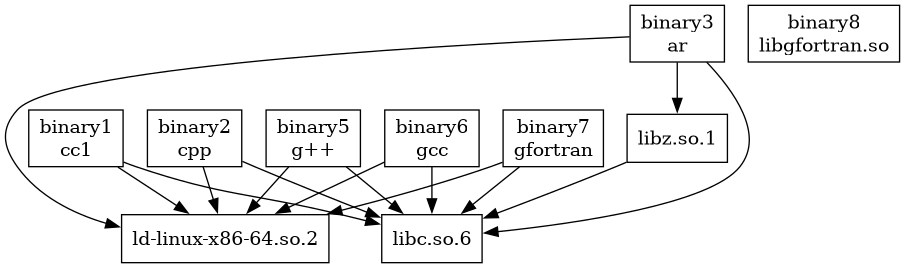 binary3
ar
binary8
libgfortran.so
binary1
cc1
binary2
cpp
binary5
g++
binary6
gcc
binary7
gfortran
libz.so.1
ld-linux-x86-64.so.2
libc.so.6